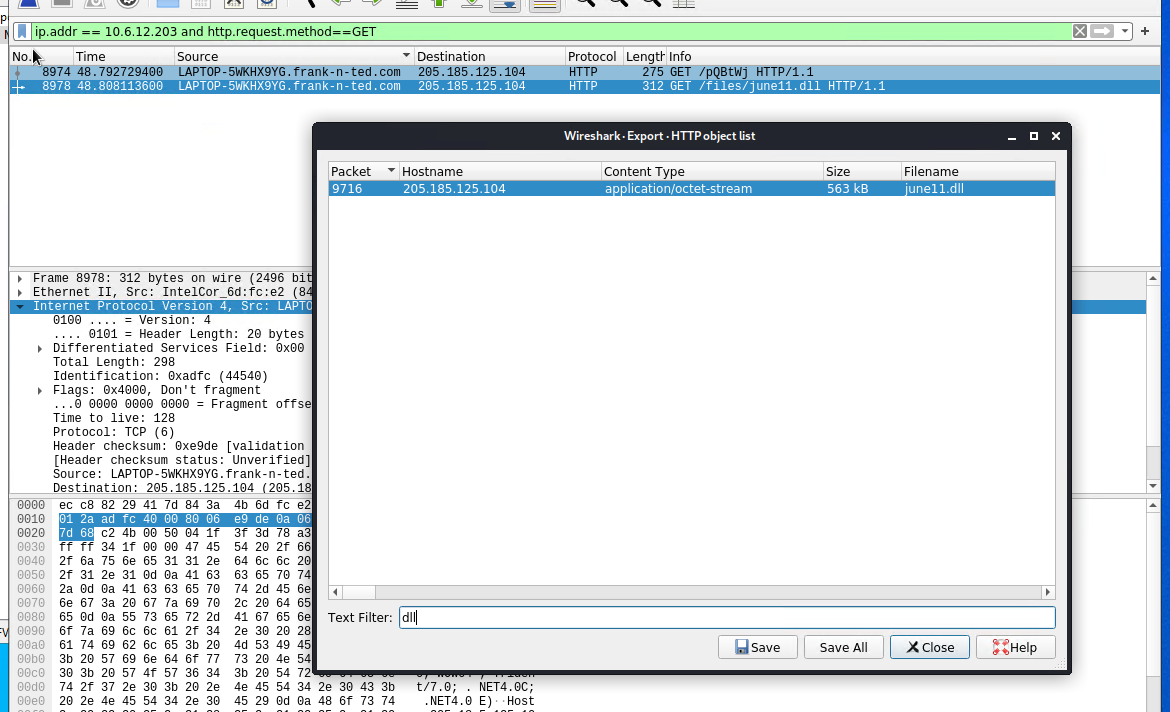 ip.addr == 10.6.12.203 and http.request.method==GET
No. Time Source Destination Protocol Length Info
8974 48.792729400 LAPTOP-5WKHX9YG.frank-n-ted.com 205.185.125.104 HTTP 275 GET /pQBtWj HTTP/1.1
8978 48.808113600 LAPTOP-5WKHX9YG.frank-n-ted.com 205.185.125.104 HTTP 312 GET /files/june11.dll HTTP/1.1
Wireshark · Export · HTTP object list
Packet Hostname Content Type Size Filename
9716 205.185.125.104 application/octet-stream 563 kB june11.dll
Text Filter: dll
Save Save All Close Help
Frame 8978: 312 bytes on wire (2496 bit
Ethernet II, Src: IntelCor_6d:fc:e2 (84
Internet Protocol Version 4, Src: LAPTO
0100 .... = Version: 4
.... 0101 = Header Length: 20 bytes
Differentiated Services Field: 0x00
Total Length: 298
Identification: 0xadfc (44540)
Flags: 0x4000, Don't fragment
...0 0000 0000 0000 = Fragment offse
Time to live: 128
Protocol: TCP (6)
Header checksum: 0xe9de [validation
[Header checksum status: Unverified]
Source: LAPTOP-5WKHX9YG.frank-n-ted.
Destination: 205.185.125.104 (205.18
0000 ec c8 82 29 41 7d 84 3a 4b 6d fc e2
0010 01 2a ad fc 40 00 80 06 e9 de 0a 06
0020 7d 68 c2 4b 00 50 04 1f 3f 3d 78 a3
0030 ff ff 34 1f 00 00 47 45 54 20 2f 66
0040 2f 6a 75 6e 65 31 31 2e 64 6c 6c 20
0050 2f 31 2e 31 0d 0a 41 63 63 65 70 74
0060 2a 0d 0a 41 63 63 65 70 74 2d 45 6e
0070 6e 67 3a 20 67 7a 69 70 2c 20 64 65
0080 65 0d 0a 55 73 65 72 2d 41 67 65 6e
0090 6f 7a 69 6c 6c 61 2f 34 2e 30 20 28
00a0 61 74 69 62 6c 65 3b 20 4d 53 49 45
00b0 3b 20 57 69 6e 64 6f 77 73 20 4e 54
00c0 30 3b 20 57 4f 57 36 34 3b 20 54 72
00d0 74 2f 37 2e 30 3b 20 2e 4e 45 54 34 2e 30 43 3b t/7.0; . NET4.0C;
00e0 20 2e 4e 45 54 34 2e 30 45 29 0d 0a 48 6f 73 74 .NET4.0 E)··Host